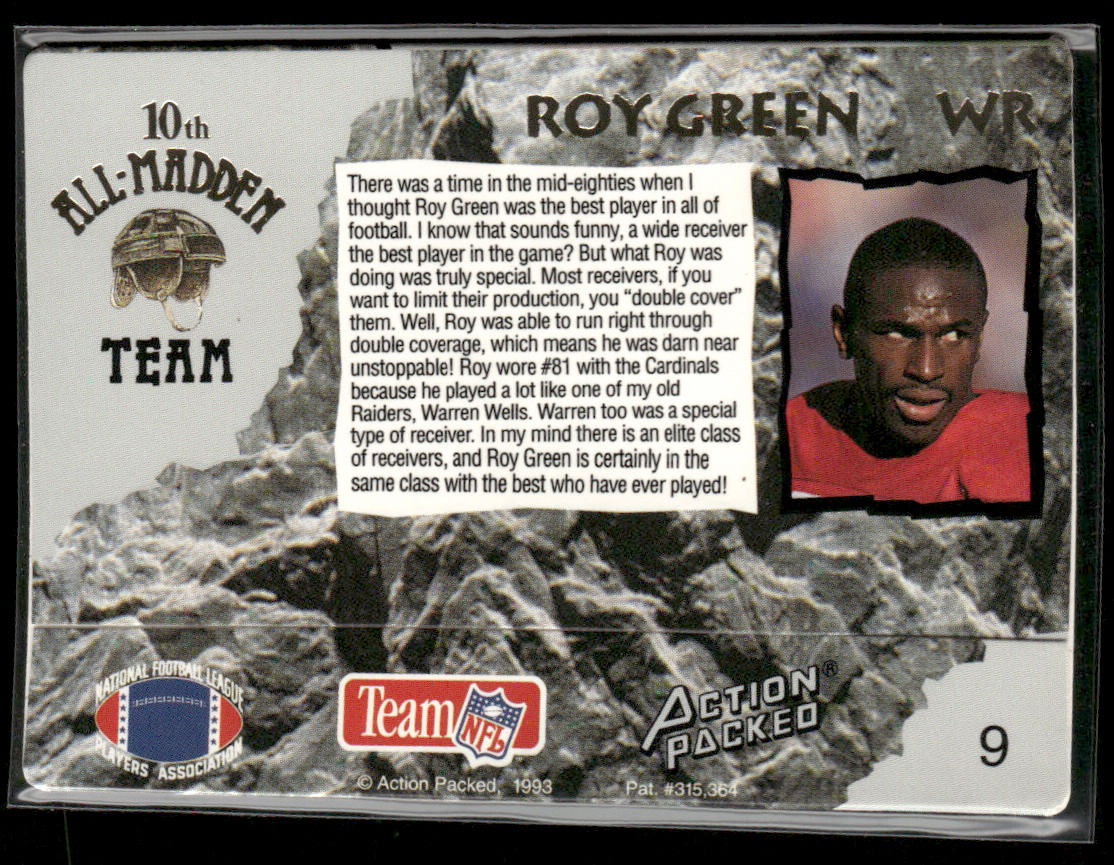 10th
ALL-MADDEN
TEAM
ROY GREEN WR
There was a time in the mid-eighties when I
thought Roy Green was the best player in all of
football. I know that sounds funny, a wide receiver
the best player in the game? But what Roy was
doing was truly special. Most receivers, if you
want to limit their production, you “double cover”
them. Well, Roy was able to run right through
double coverage, which means he was darn near
unstoppable! Roy wore #81 with the Cardinals
because he played a lot like one of my old
Raiders, Warren Wells. Warren too was a special
type of receiver. In my mind there is an elite class
of receivers, and Roy Green is certainly in the
same class with the best who have ever played!
NATIONAL FOOTBALL LEAGUE
PLAYERS ASSOCIATION
Team NFL
ACTION PACKED®
9
© Action Packed, 1993
Pat. #315,364